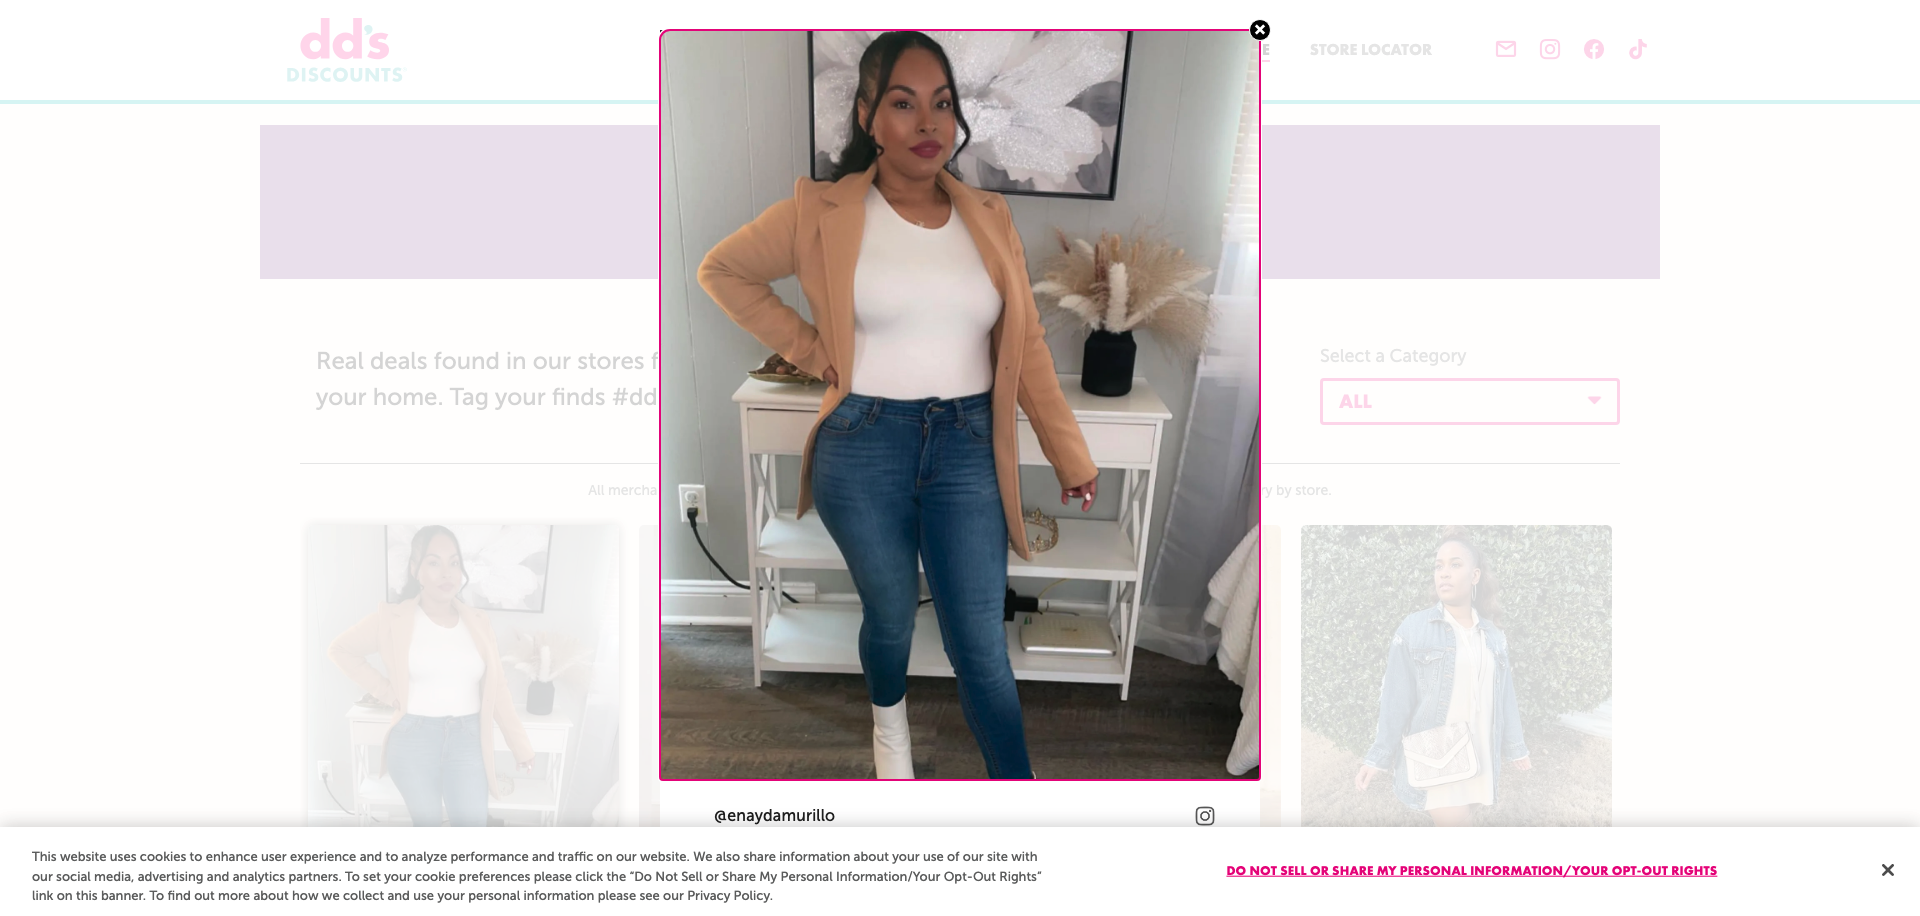 dd's
DISCOUNTS
STORE LOCATOR
Real deals found in our stores
your home. Tag your finds #dd
Select a Category
ALL
All mercha
ry by store.
@enaydamurillo
This website uses cookies to enhance user experience and to analyze performance and traffic on our website. We also share information about your use of our site with
our social media, advertising and analytics partners. To set your cookie preferences please click the “Do Not Sell or Share My Personal Information/Your Opt-Out Rights”
link on this banner. To find out more about how we collect and use your personal information please see our Privacy Policy.
DO NOT SELL OR SHARE MY PERSONAL INFORMATION/YOUR OPT-OUT RIGHTS